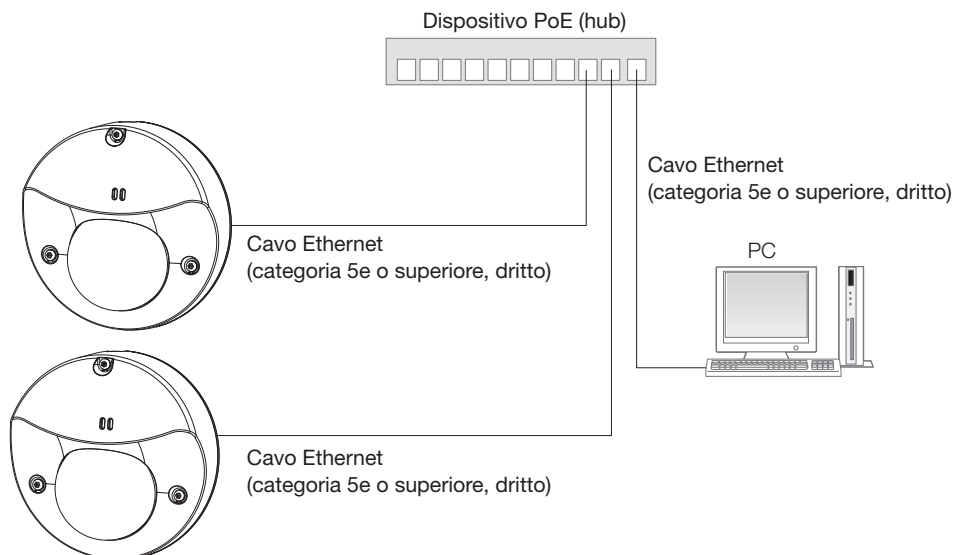 Dispositivo PoE (hub)
Cavo Ethernet
(categoria 5e o superiore, dritto)
Cavo Ethernet
(categoria 5e o superiore, dritto)
PC
Cavo Ethernet
(categoria 5e o superiore, dritto)